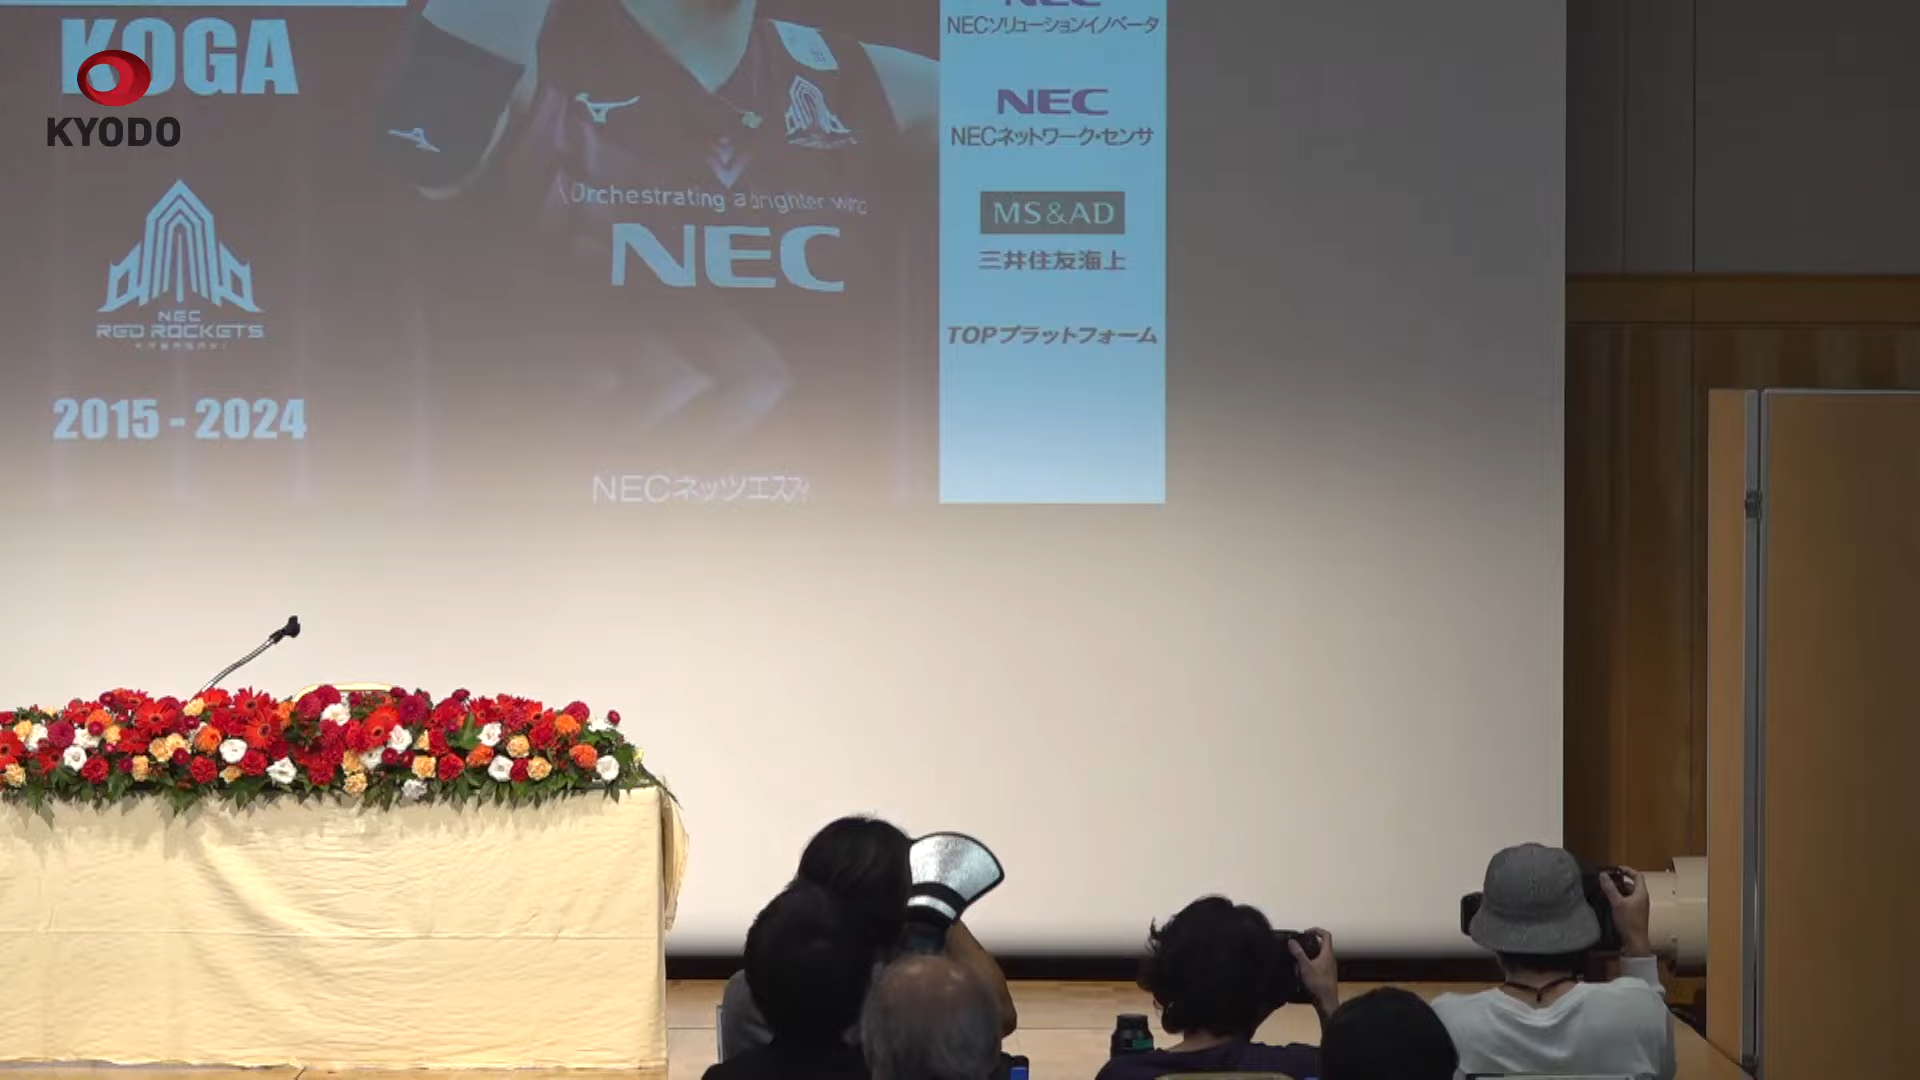 KOGA
KYODO
NEC
RED ROCKETS
KAWASAKI
2015 - 2024
Orchestrating a brighter world
NEC
NECネッツエスアイ
NEC
NECソリューションイノベータ
NEC
NECネットワーク・センサ
MS&AD
三井住友海上
TOPプラットフォーム